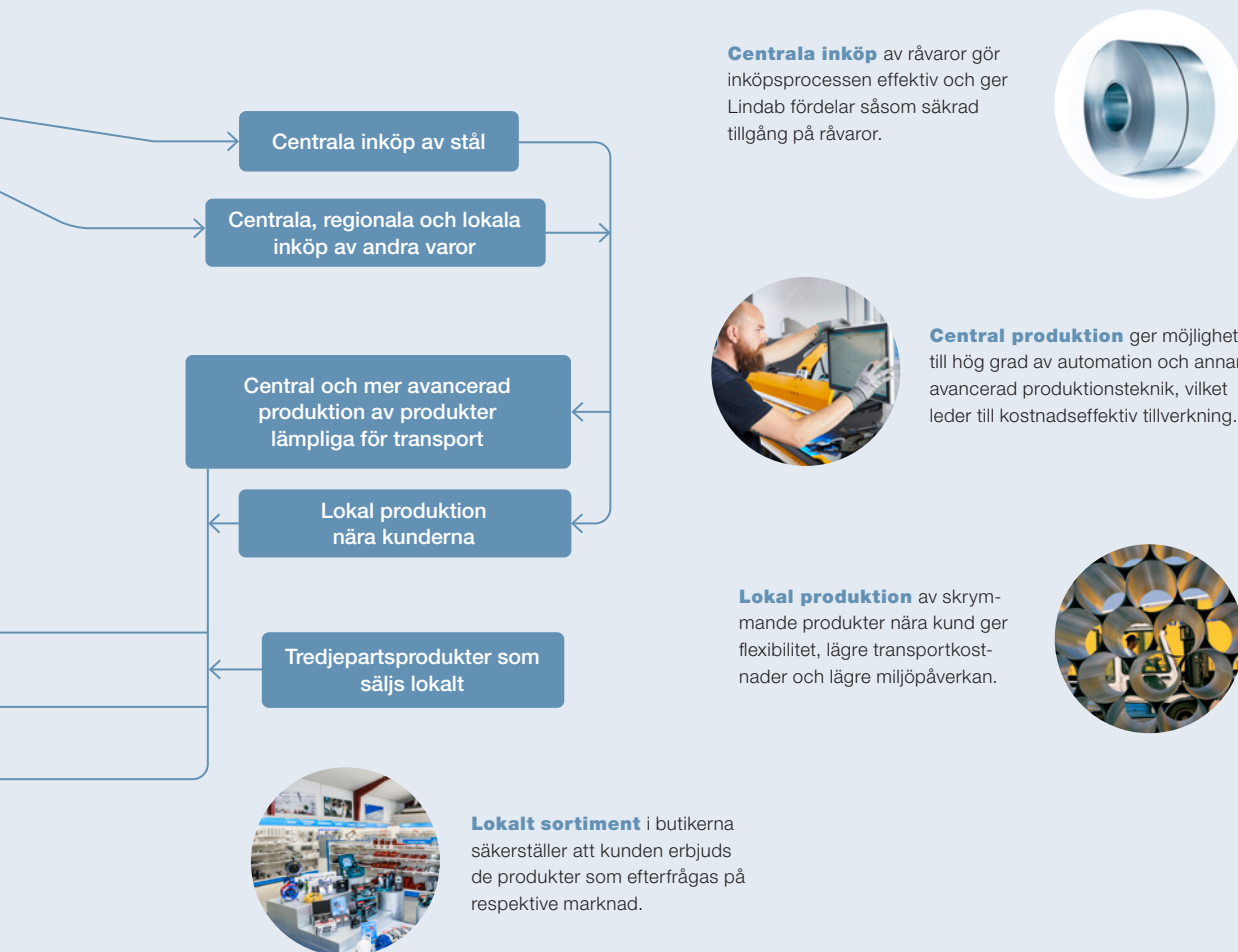 Centrala inköp av råvaror gör
inköpsprocessen effektiv och ger
Lindab fördelar såsom säkrad
tillgång på råvaror.
Centrala inköp av stål
Centrala, regionala och lokala
inköp av andra varor
Central produktion ger möjlighet
till hög grad av automation och annan
avancerad produktionsteknik, vilket
leder till kostnadseffektiv tillverkning.
Central och mer avancerad
produktion av produkter
lämpliga för transport
Lokal produktion
nära kunderna
Lokal produktion av skrym-
mande produkter nära kund ger
flexibilitet, lägre transportkost-
nader och lägre miljöpåverkan.
Tredjepartsprodukter som
säljs lokalt
Lokalt sortiment i butikerna
säkerställer att kunden erbjuds
de produkter som efterfrågas på
respektive marknad.